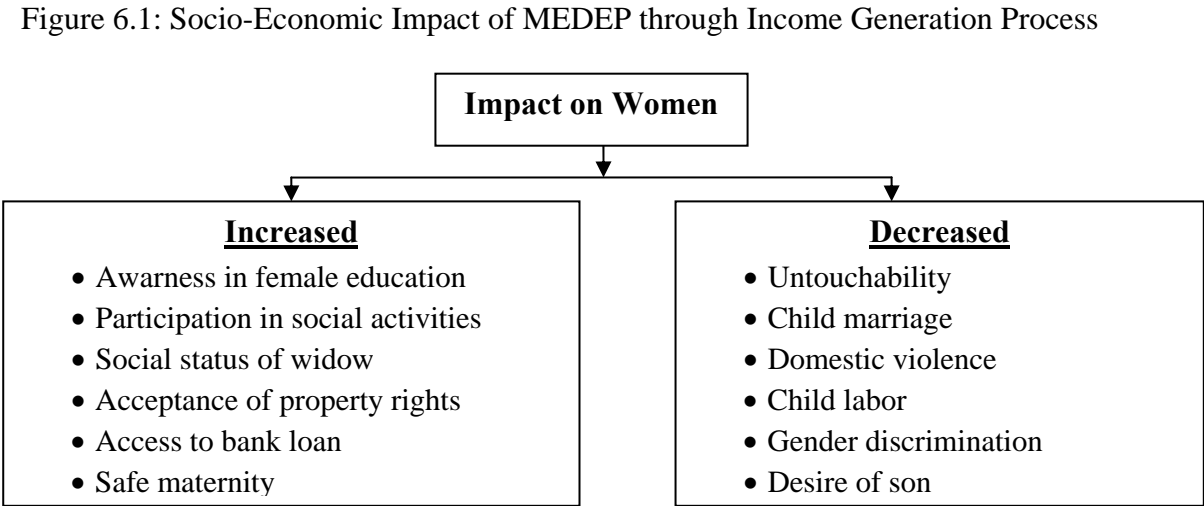 Figure 6.1: Socio-Economic Impact of MEDEP through Income Generation Process
Impact on Women
Increased
• Awarness in female education
• Participation in social activities
• Social status of widow
• Acceptance of property rights
• Access to bank loan
• Safe maternity
Decreased
• Untouchability
• Child marriage
• Domestic violence
• Child labor
• Gender discrimination
• Desire of son